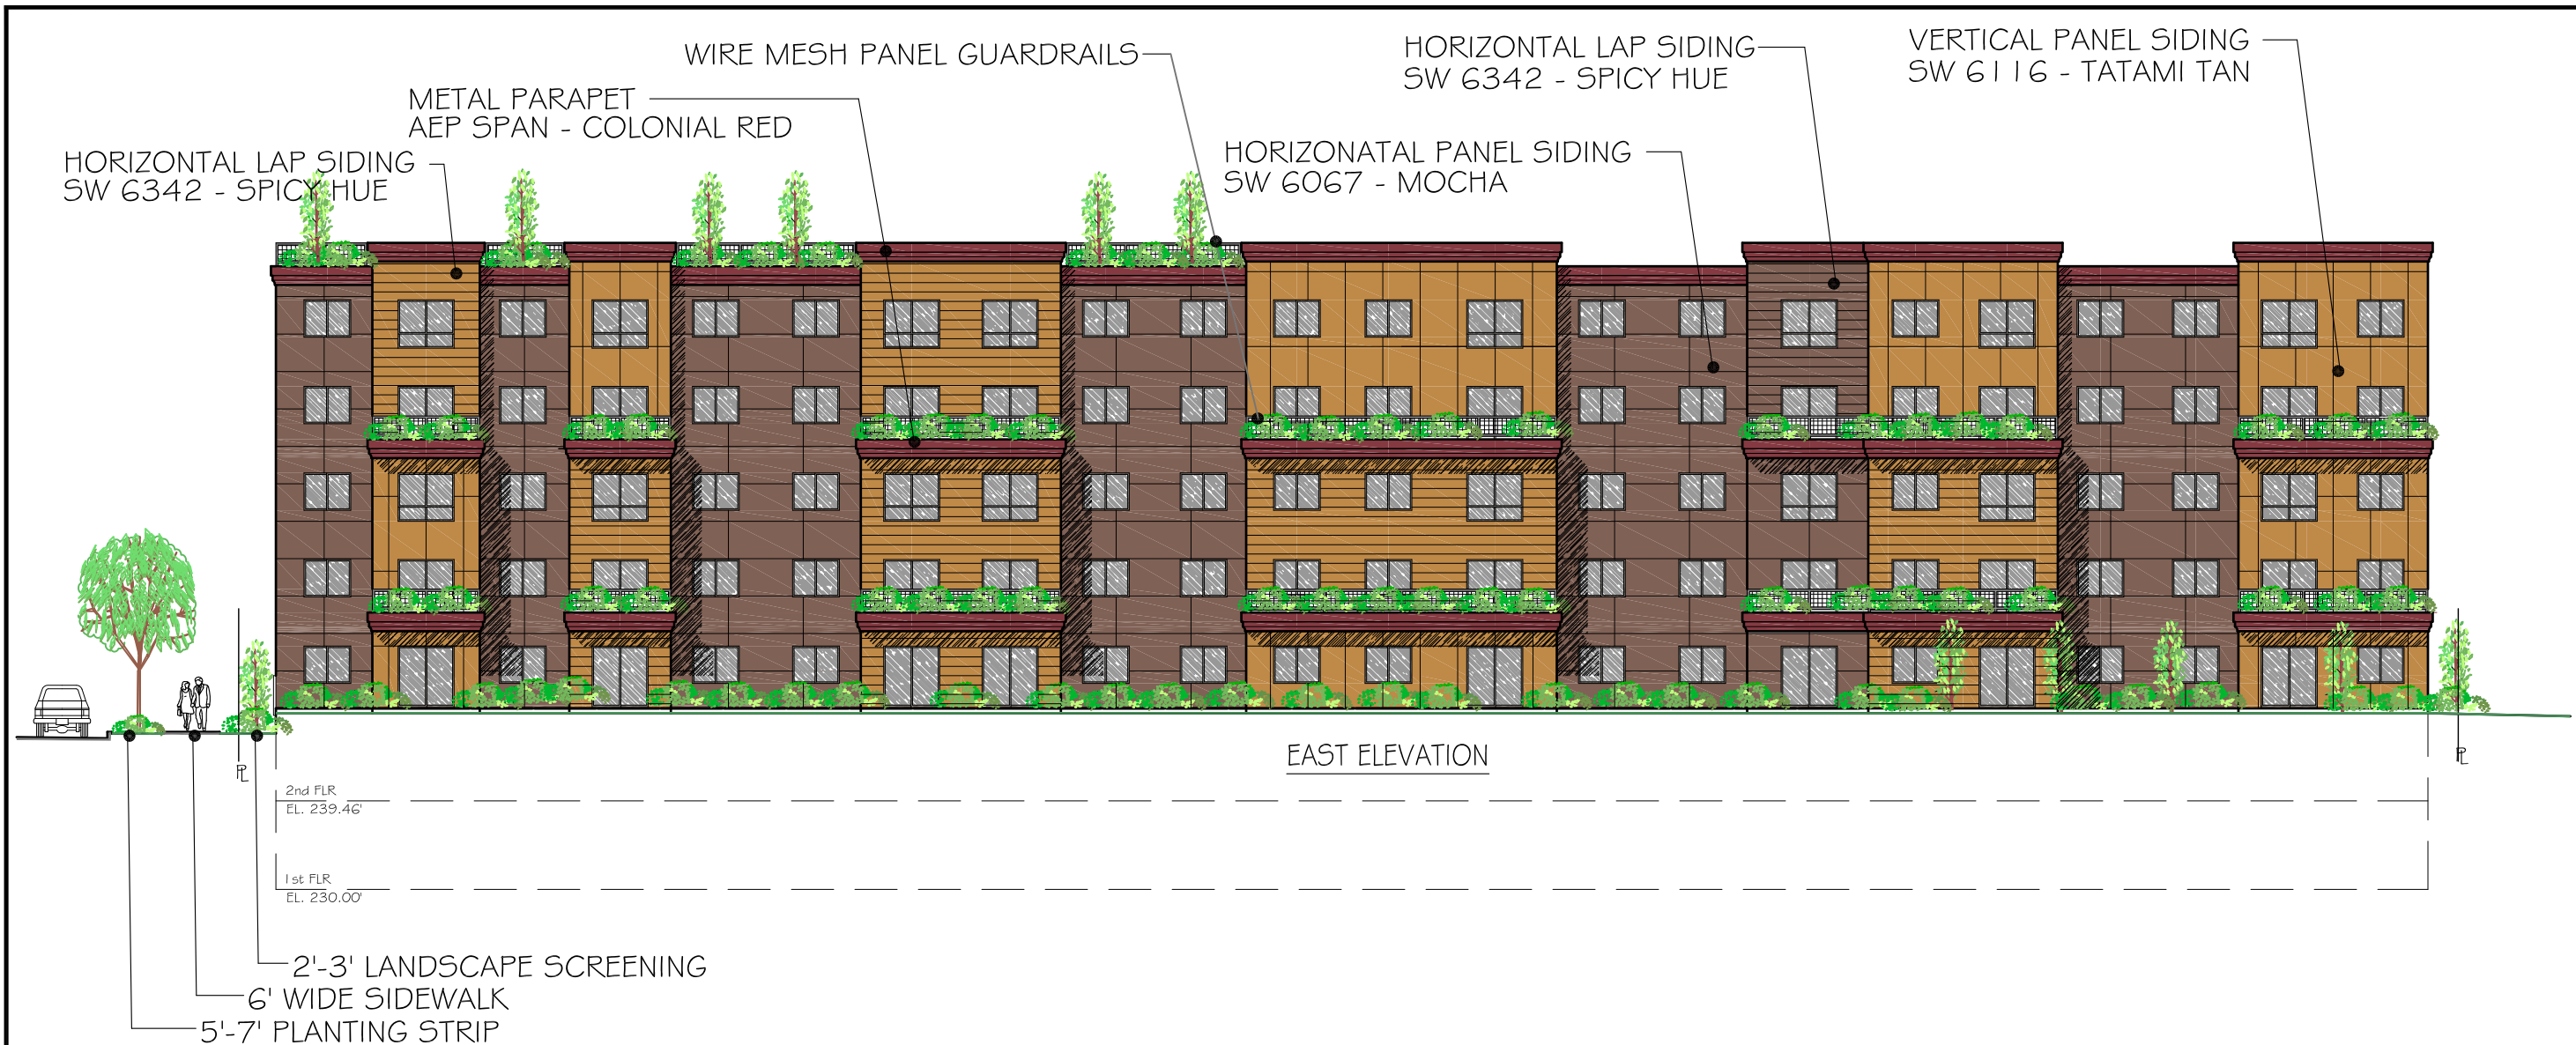 WIRE MESH PANEL GUARDRAILS
HORIZONTAL LAP SIDING
SW 6342 - SPICY HUE
VERTICAL PANEL SIDING
SW 6116 - TATAMI TAN
METAL PARAPET
AEP SPAN - COLONIAL RED
HORIZONTAL LAP SIDING
SW 6342 - SPICY HUE
HORIZONATAL PANEL SIDING
SW 6067 - MOCHA
EAST ELEVATION
PL
PL
2nd FLR
EL. 239.46'
1st FLR
EL. 230.00'
2'-3' LANDSCAPE SCREENING
6' WIDE SIDEWALK
5'-7' PLANTING STRIP